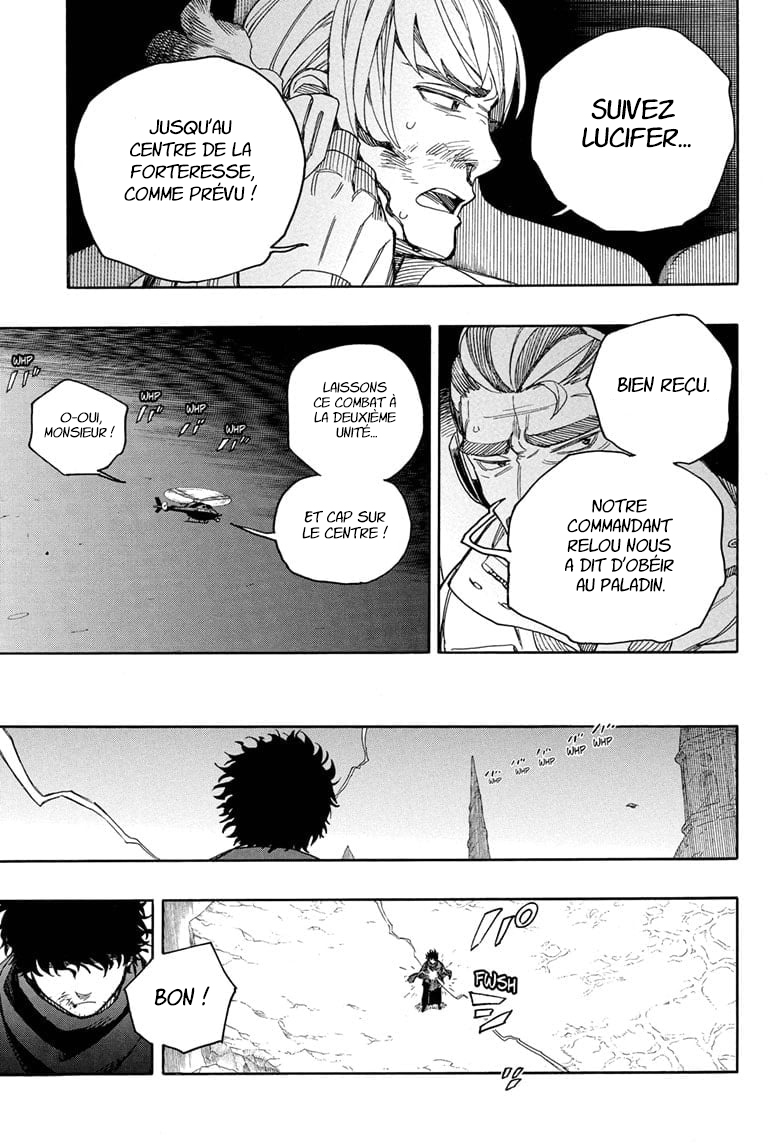 SUIVEZ
LUCIFER...
JUSQU'AU
CENTRE DE LA
FORTERESSE,
COMME PRÉVU !
BIEN REÇU.
NOTRE
COMMANDANT
RELOU NOUS
A DIT D'OBÉIR
AU PALADIN.
LAISSONS
CE COMBAT À
LA DEUXIÈME
UNITÉ...
ET CAP SUR
LE CENTRE !
WHP
WHP
WHP
WHP
WHP
O-OUI,
MONSIEUR !
WHP
WHP
WHP
WHP
WHP
FWSH
BON !